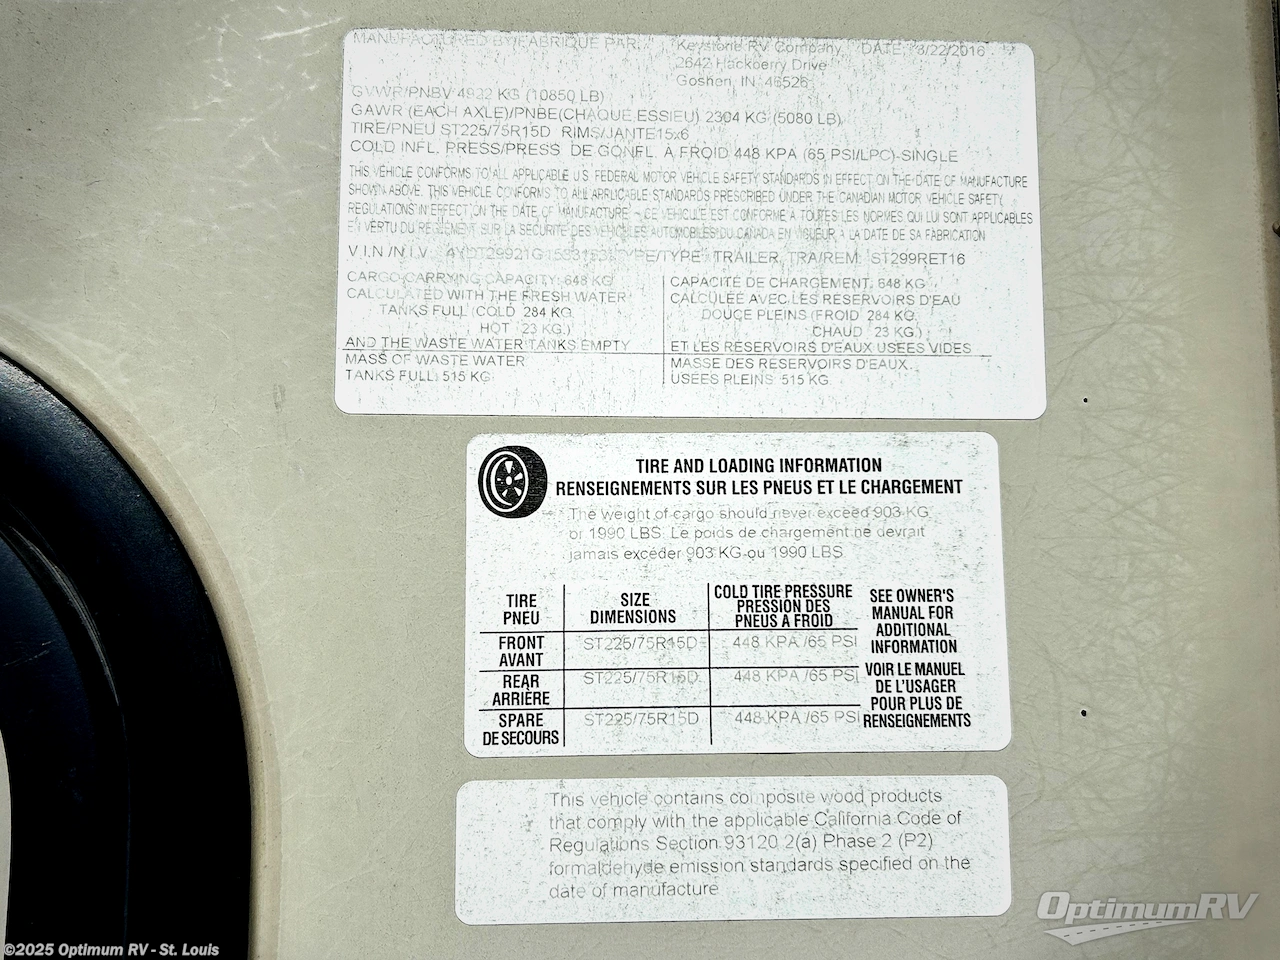 MANUFACTURED BY/FABRIQUE PAR: Keystone RV Company DATE: 8/22/2016
2642 Hackberry Drive
Goshen, IN, 46526
GVWR/PNBV 4922 KG (10850 LB)
GAWR (EACH AXLE)/PNBE(CHAQUE ESSIEU) 2304 KG (5080 LB)
TIRE/PNEU ST225/75R15D RIMS/JANTE15x6
COLD INFL. PRESS/PRESS. DE GONFL. A FROID 448 KPA (65 PSI/LPC)-SINGLE
THIS VEHICLE CONFORMS TO ALL APPLICABLE U.S. FEDERAL MOTOR VEHICLE SAFETY STANDARDS IN EFFECT ON THE DATE OF MANUFACTURE
SHOWN ABOVE. THIS VEHICLE CONFORMS TO ALL APPLICABLE STANDARDS PRESCRIBED UNDER THE CANADIAN MOTOR VEHICLE SAFETY
REGULATIONS IN EFFECT ON THE DATE OF MANUFACTURE - CE VEHICULE EST CONFORME A TOUTES LES NORMES QUI LUI SONT APPLICABLES
EN VERTU DU REGLEMENT SUR LA SECURITE DES VEHICULES AUTOMOBILES DU CANADA EN VIGUEUR A LA DATE DE SA FABRICATION
V.I.N./N.I.V.: TYPE/TYPE: TRAILER, TRA/REM: ST299RET16
CARGO CARRYING CAPACITY: 648 KG
CALCULATED WITH THE FRESH WATER
TANKS FULL (COLD 284 KG
HOT 23 KG.)
AND THE WASTE WATER TANKS EMPTY
MASS OF WASTE WATER
TANKS FULL: 515 KG
CAPACITE DE CHARGEMENT: 648 KG
CALCULEE AVEC LES RESERVOIRS D'EAU
DOUCE PLEINS (FROID 284 KG
CHAUD 23 KG.)
ET LES RESERVOIRS D'EAUX USEES VIDES
MASSE DES RESERVOIRS D'EAUX
USEES PLEINS 515 KG
TIRE AND LOADING INFORMATION
RENSEIGNEMENTS SUR LES PNEUS ET LE CHARGEMENT
The weight of cargo should never exceed 903 KG
or 1990 LBS. Le poids de chargement ne devrait
jamais exceder 903 KG ou 1990 LBS
TIRE PNEU SIZE DIMENSIONS COLD TIRE PRESSURE PRESSION DES PNEUS A FROID
FRONT AVANT ST225/75R15D 448 KPA /65 PSI
REAR ARRIÈRE ST225/75R15D 448 KPA /65 PSI
SPARE DE SECOURS ST225/75R15D 448 KPA /65 PSI
SEE OWNER'S
MANUAL FOR
ADDITIONAL
INFORMATION
VOIR LE MANUEL
DE L'USAGER
POUR PLUS DE
RENSEIGNEMENTS
This vehicle contains composite wood products
that comply with the applicable California Code of
Regulations Section 93120.2(a) Phase 2 (P2)
formaldehyde emission standards specified on the
date of manufacture
OptimumRV
©2025 Optimum RV - St. Louis